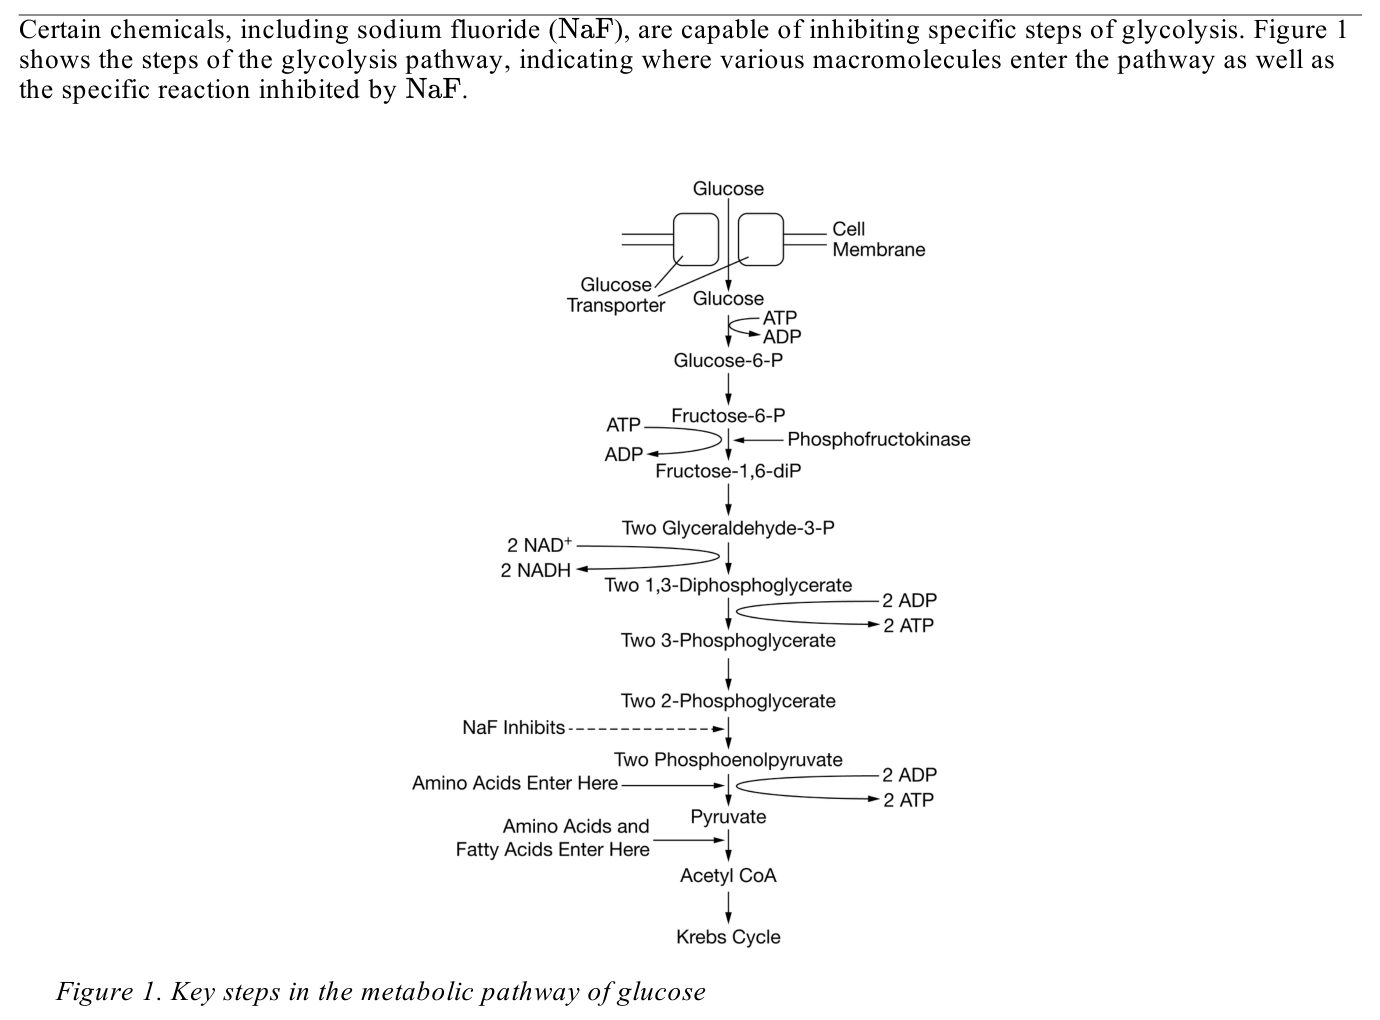 Certain chemicals, including sodium fluoride (NaF), are capable of inhibiting specific steps of glycolysis. Figure 1
shows the steps of the glycolysis pathway, indicating where various macromolecules enter the pathway as well as
the specific reaction inhibited by NaF.
Glucose
Cell
Membrane
Glucose
Transporter
Glucose
ATP
ADP
Glucose-6-P
Fructose-6-P
ATP
Phosphofructokinase
ADP
Fructose-1,6-diP
Two Glyceraldehyde-3-P
2 NAD⁺
2 NADH
Two 1,3-Diphosphoglycerate
2 ADP
2 ATP
Two 3-Phosphoglycerate
Two 2-Phosphoglycerate
NaF Inhibits
Two Phosphoenolpyruvate
2 ADP
Amino Acids Enter Here
2 ATP
Pyruvate
Amino Acids and
Fatty Acids Enter Here
Acetyl CoA
Krebs Cycle
Figure 1. Key steps in the metabolic pathway of glucose